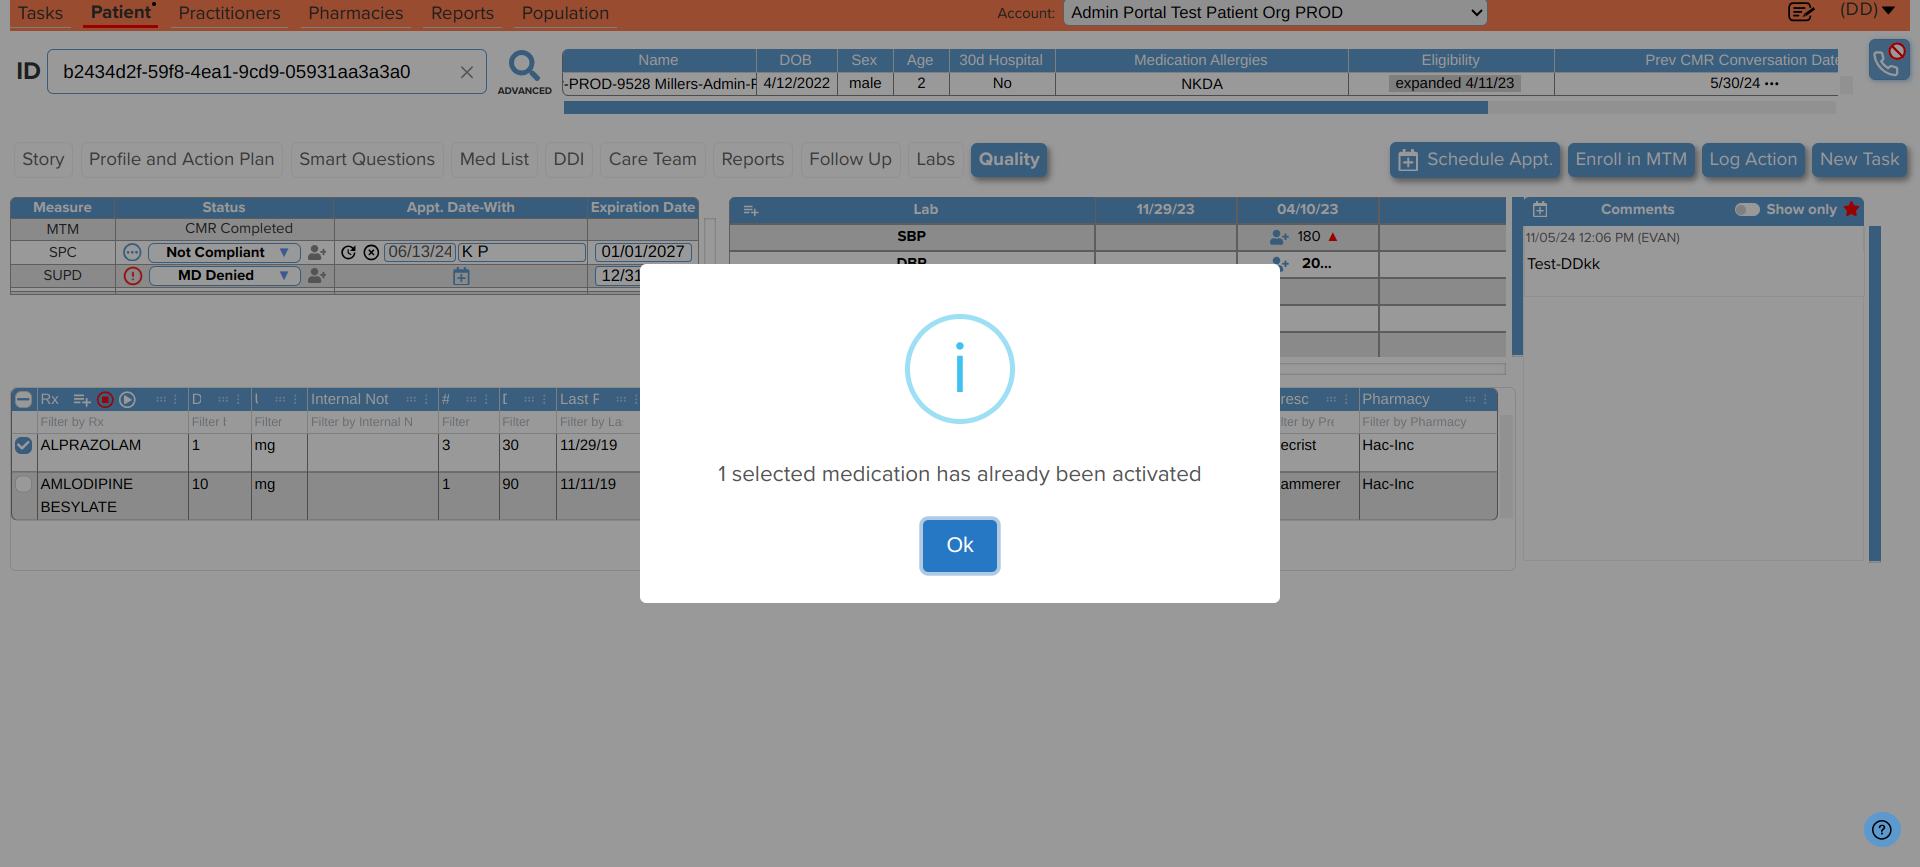 Tasks Patient Practitioners Pharmacies Reports Population Account: Admin Portal Test Patient Org PROD (DD)
ID b2434d2f-59f8-4ea1-9cd9-05931aa3a3a0 ADVANCED
Name DOB Sex Age 30d Hospital Medication Allergies Eligibility Prev CMR Conversation Date
-PROD-9528 Millers-Admin-F 4/12/2022 male 2 No NKDA expanded 4/11/23 5/30/24 •••
Story Profile and Action Plan Smart Questions Med List DDI Care Team Reports Follow Up Labs Quality Schedule Appt. Enroll in MTM Log Action New Task
Measure Status Appt. Date-With Expiration Date
MTM CMR Completed
SPC Not Compliant 06/13/24 K P 01/01/2027
SUPD MD Denied 12/31
Lab 11/29/23 04/10/23
SBP 180
DBP 20...
Comments Show only
11/05/24 12:06 PM (EVAN)
Test-DDkk
1 selected medication has already been activated
Ok
Rx D Internal Not # Last F resc Pharmacy
Filter by Rx Filter Filter Filter by Internal N Filter Filter Filter by La lter by Pre Filter by Pharmacy
ALPRAZOLAM 1 mg 3 30 11/29/19 ecrist Hac-Inc
AMLODIPINE BESYLATE 10 mg 1 90 11/11/19 ammerer Hac-Inc